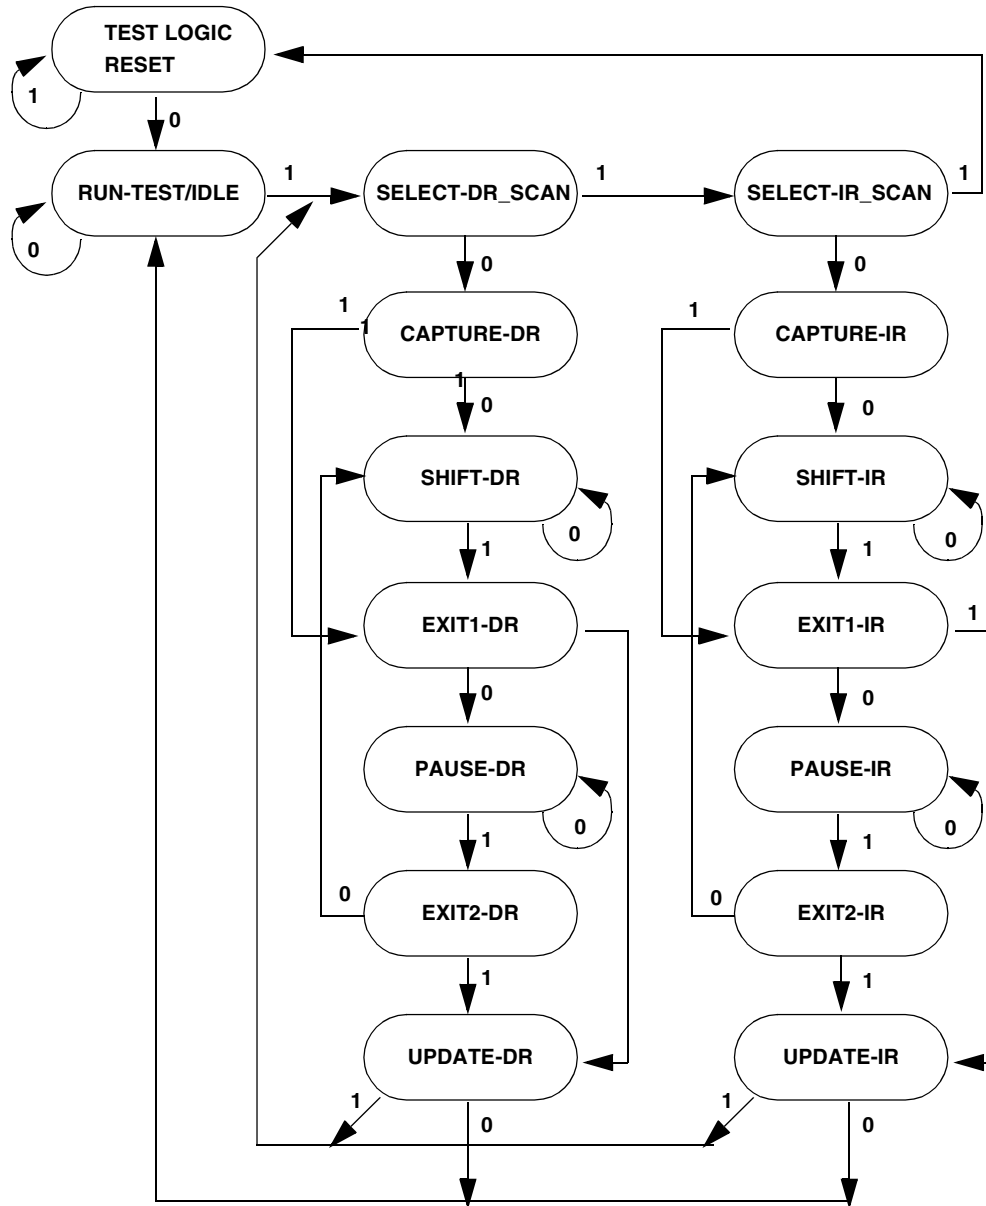 TEST LOGIC
RESET
1
0
RUN-TEST/IDLE
1
SELECT-DR_SCAN
1
SELECT-IR_SCAN
1
0
0
0
1
1
CAPTURE-DR
1
CAPTURE-IR
1
0
0
SHIFT-DR
0
SHIFT-IR
0
1
1
EXIT1-DR
EXIT1-IR
1
0
0
PAUSE-DR
0
PAUSE-IR
0
1
1
0
EXIT2-DR
0
EXIT2-IR
1
1
UPDATE-DR
UPDATE-IR
1
0
1
0